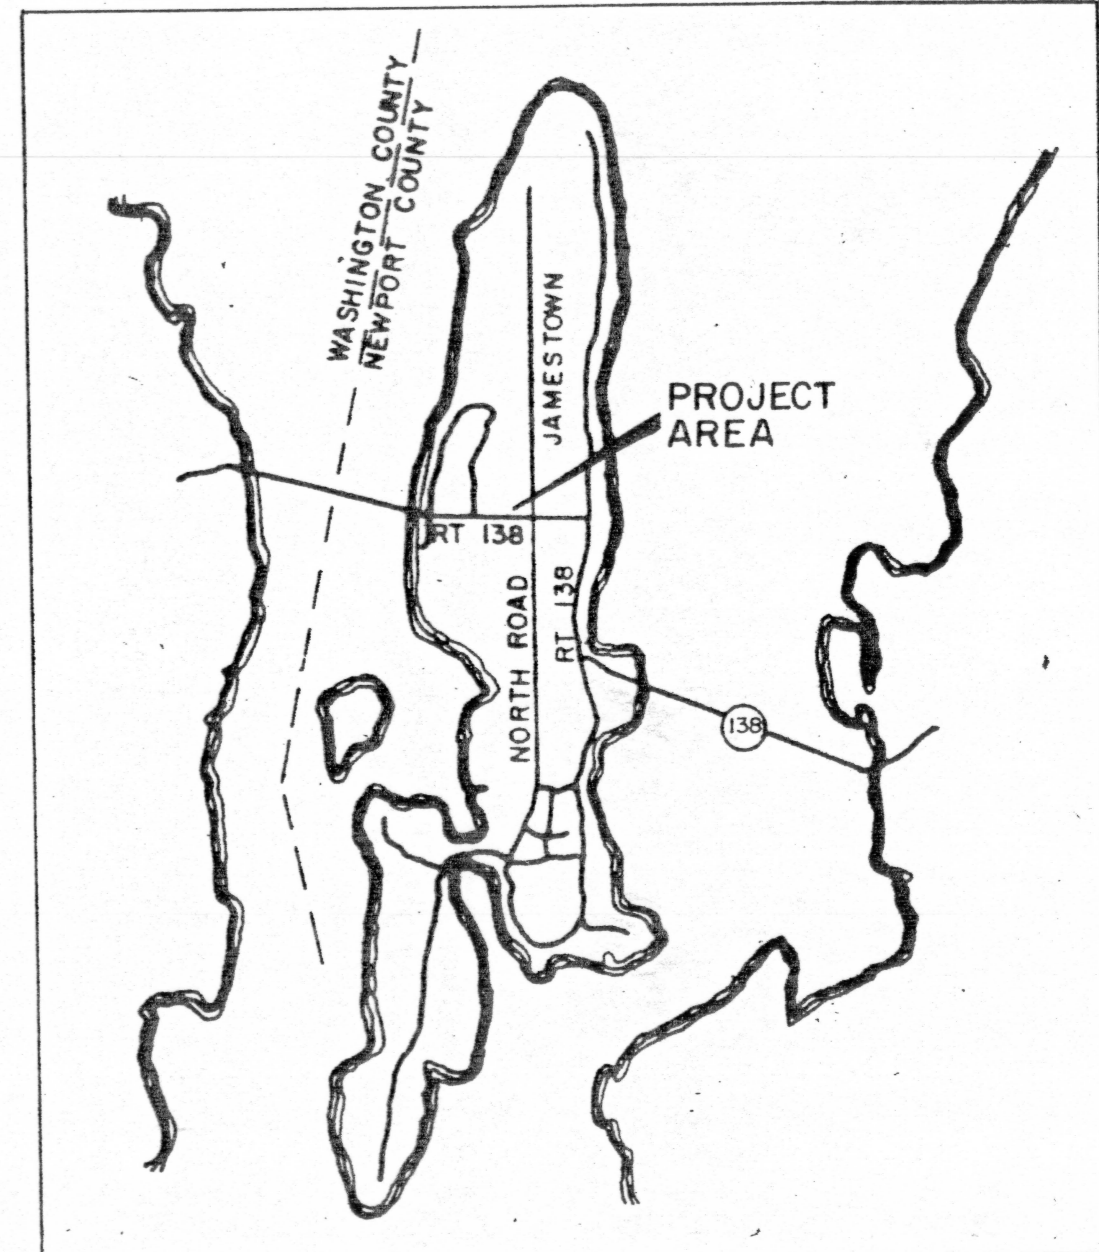 WASHINGTON COUNTY
NEWPORT COUNTY
JAMESTOWN
PROJECT
AREA
RT 138
NORTH ROAD
RT 138
138